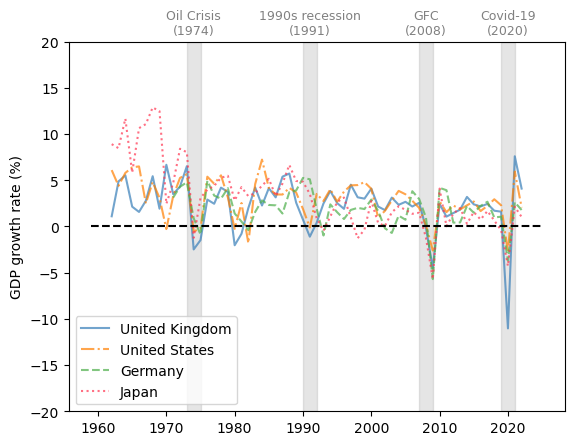 Oil Crisis
(1974)
1990s recession
(1991)
GFC
(2008)
Covid-19
(2020)
GDP growth rate (%)
20
15
10
5
0
−5
−10
−15
−20
United Kingdom
United States
Germany
Japan
1960
1970
1980
1990
2000
2010
2020